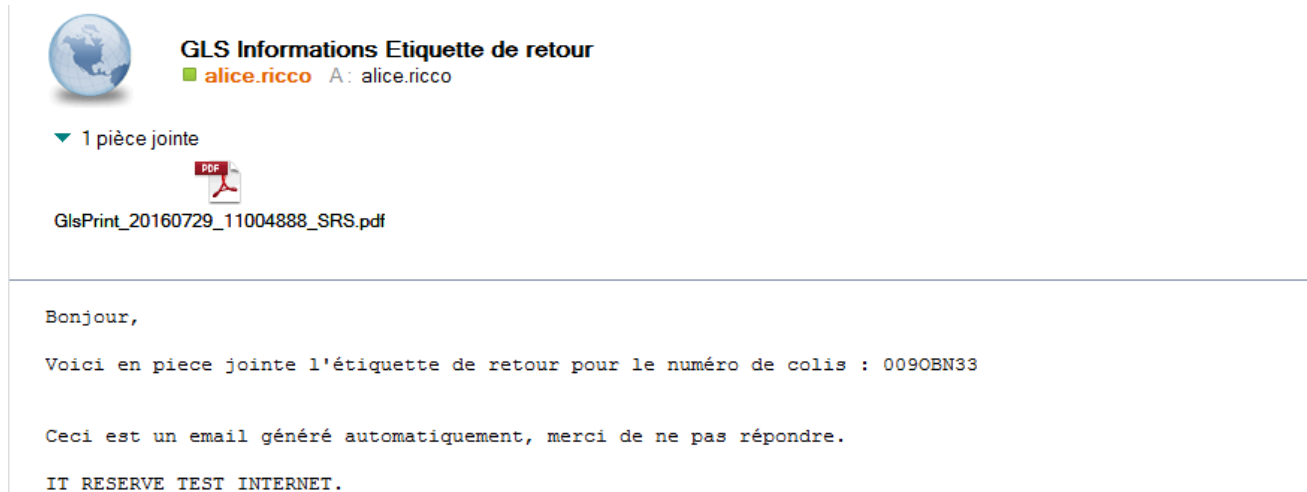 GLS Informations Etiquette de retour
alice.ricco A : alice.ricco
1 pièce jointe
PDF
GlsPrint_20160729_11004888_SRS.pdf
Bonjour,
Voici en piece jointe l'étiquette de retour pour le numéro de colis : 009OBN33
Ceci est un email généré automatiquement, merci de ne pas répondre.
IT RESERVE TEST INTERNET.